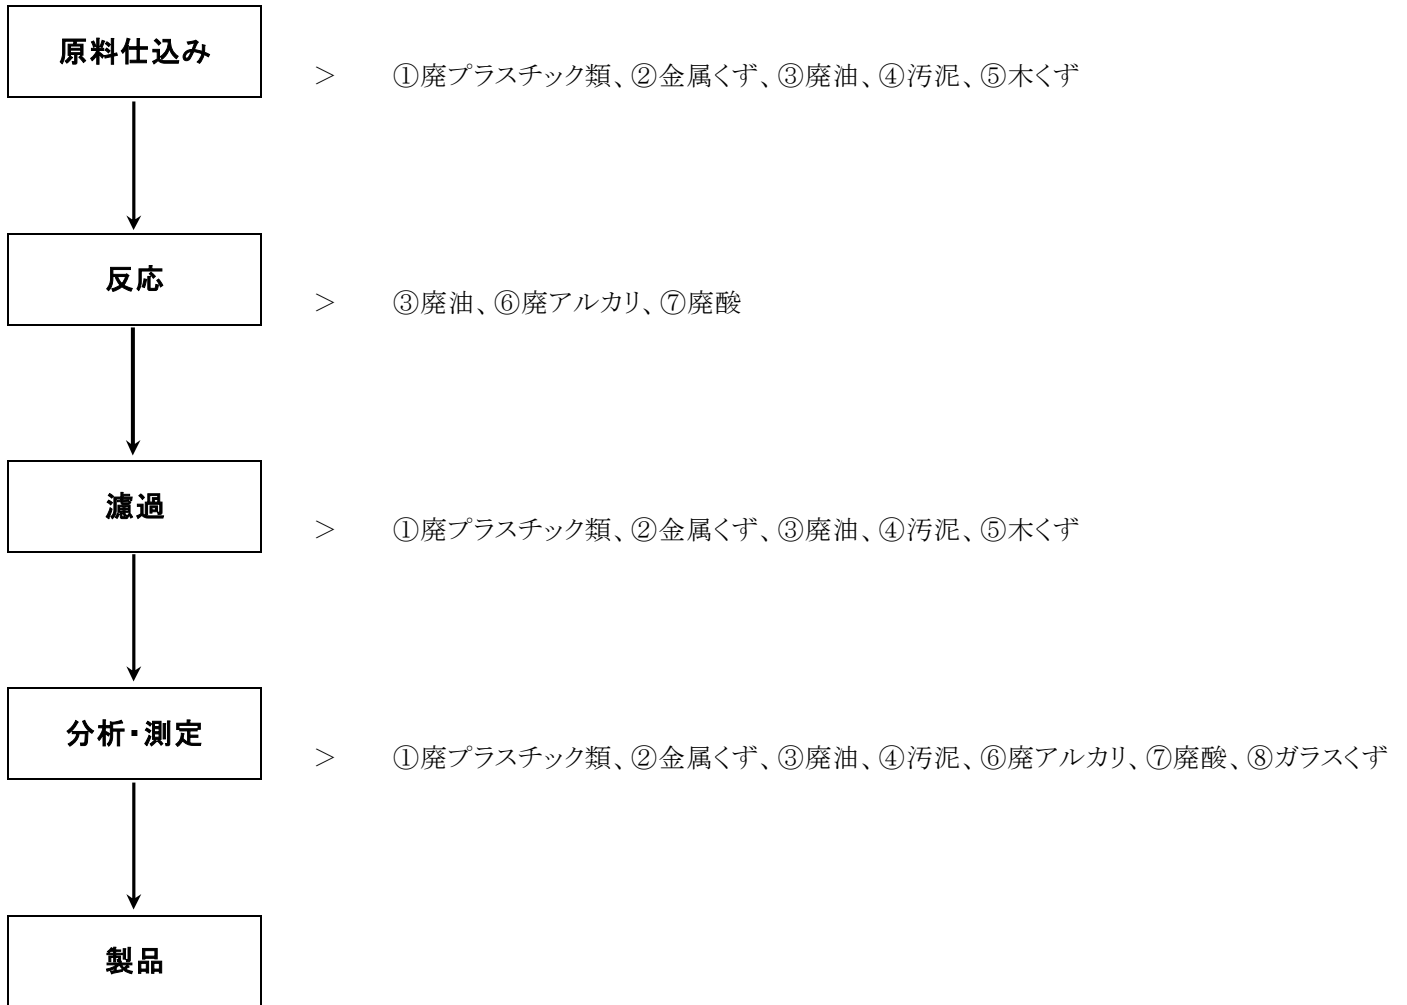 原料仕込み
＞ ①廃プラスチック類、②金属くず、③廃油、④汚泥、⑤木くず
反応
＞ ③廃油、⑥廃アルカリ、⑦廃酸
濾過
＞ ①廃プラスチック類、②金属くず、③廃油、④汚泥、⑤木くず
分析・測定
＞ ①廃プラスチック類、②金属くず、③廃油、④汚泥、⑥廃アルカリ、⑦廃酸、⑧ガラスくず
製品